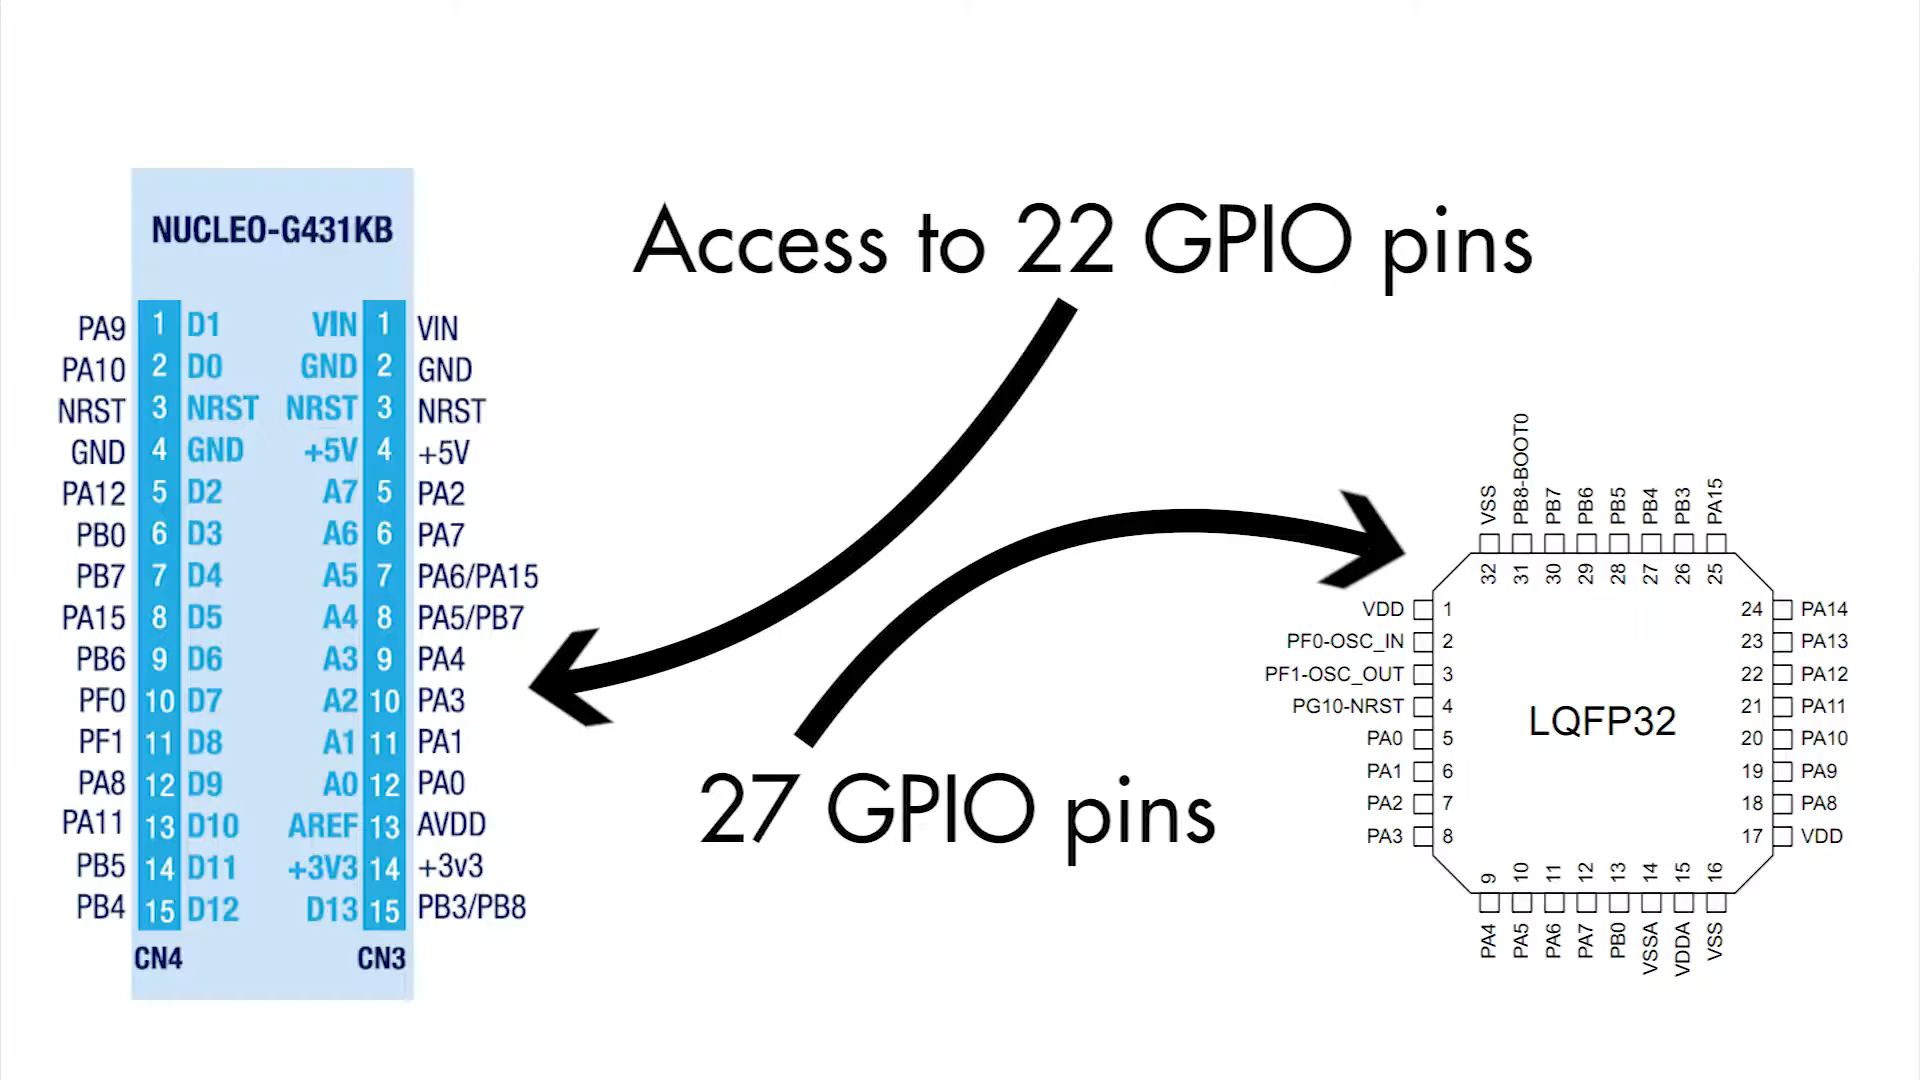 NUCLEO-G431KB
PA9 1 D1 VIN 1 VIN
PA10 2 D0 GND 2 GND
NRST 3 NRST NRST 3 NRST
GND 4 GND +5V 4 +5V
PA12 5 D2 A7 5 PA2
PB0 6 D3 A6 6 PA7
PB7 7 D4 A5 7 PA6/PA15
PA15 8 D5 A4 8 PA5/PB7
PB6 9 D6 A3 9 PA4
PF0 10 D7 A2 10 PA3
PF1 11 D8 A1 11 PA1
PA8 12 D9 A0 12 PA0
PA11 13 D10 AREF 13 AVDD
PB5 14 D11 +3V3 14 +3v3
PB4 15 D12 D13 15 PB3/PB8
CN4 CN3
Access to 22 GPIO pins
27 GPIO pins
VSS PB8-BOOT0 PB7 PB6 PB5 PB4 PB3 PA15
32 31 30 29 28 27 26 25
VDD 1 24 PA14
PF0-OSC_IN 2 23 PA13
PF1-OSC_OUT 3 22 PA12
PG10-NRST 4 21 PA11
LQFP32
PA0 5 20 PA10
PA1 6 19 PA9
PA2 7 18 PA8
PA3 8 17 VDD
9 10 11 12 13 14 15 16
PA4 PA5 PA6 PA7 PB0 VSSA VDDA VSS